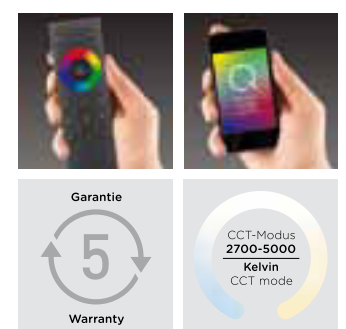 Garantie
5
Warranty
CCT-Modus
2700-5000
Kelvin
CCT mode